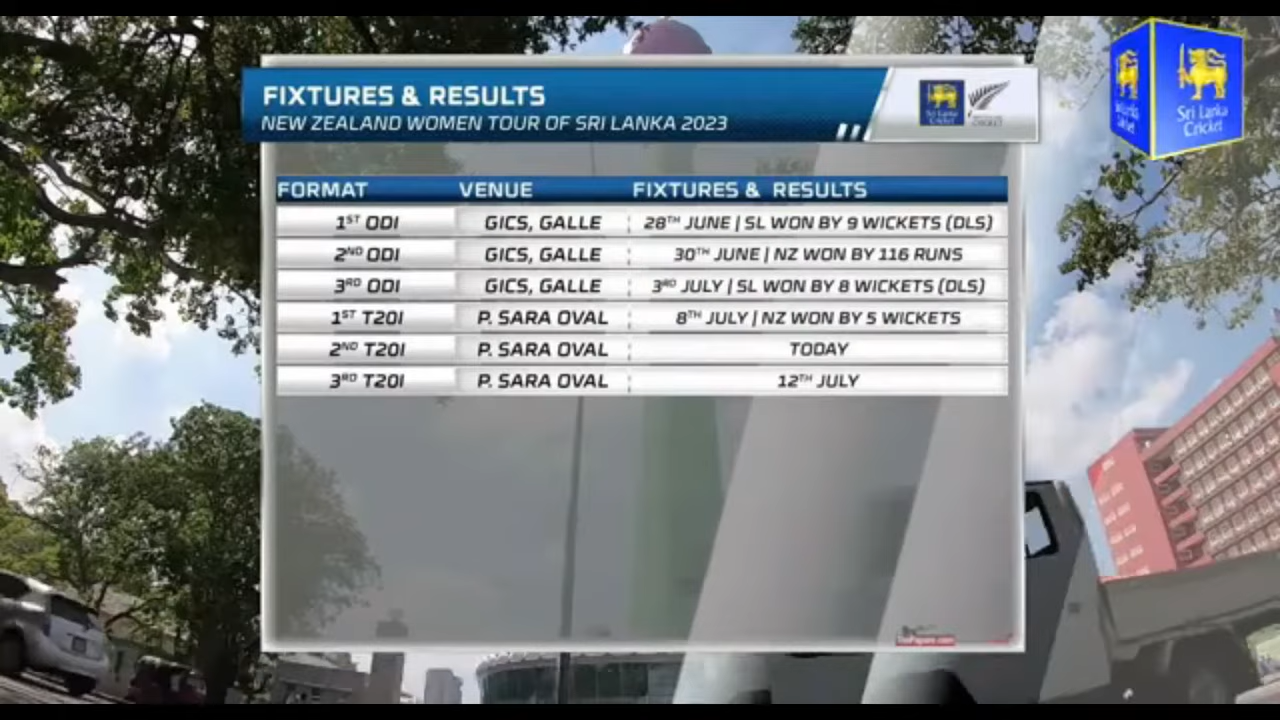 FIXTURES & RESULTS
NEW ZEALAND WOMEN TOUR OF SRI LANKA 2023
Sri Lanka
Cricket
FORMAT VENUE FIXTURES & RESULTS
1ST ODI GICS, GALLE 28TH JUNE | SL WON BY 9 WICKETS (DLS)
2ND ODI GICS, GALLE 30TH JUNE | NZ WON BY 116 RUNS
3RD ODI GICS, GALLE 3RD JULY | SL WON BY 8 WICKETS (DLS)
1ST T20I P. SARA OVAL 8TH JULY | NZ WON BY 5 WICKETS
2ND T20I P. SARA OVAL TODAY
3RD T20I P. SARA OVAL 12TH JULY
ThePapare.com